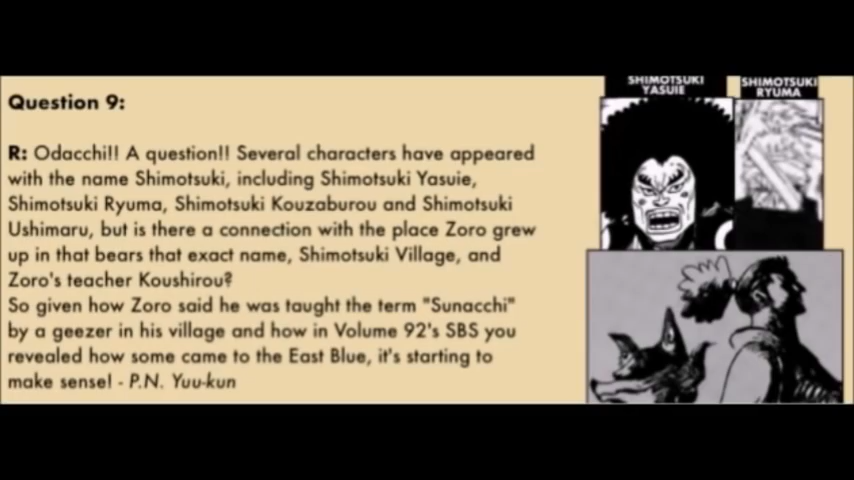 Question 9:
R: Odacchi!! A question!! Several characters have appeared
with the name Shimotsuki, including Shimotsuki Yasuie,
Shimotsuki Ryuma, Shimotsuki Kouzaburou and Shimotsuki
Ushimaru, but is there a connection with the place Zoro grew
up in that bears that exact name, Shimotsuki Village, and
Zoro's teacher Koushirou?
So given how Zoro said he was taught the term "Sunacchi"
by a geezer in his village and how in Volume 92's SBS you
revealed how some came to the East Blue, it's starting to
make sense! - P.N. Yuu-kun
SHIMOTSUKI
YASUIE
SHIMOTSUKI
RYUMA